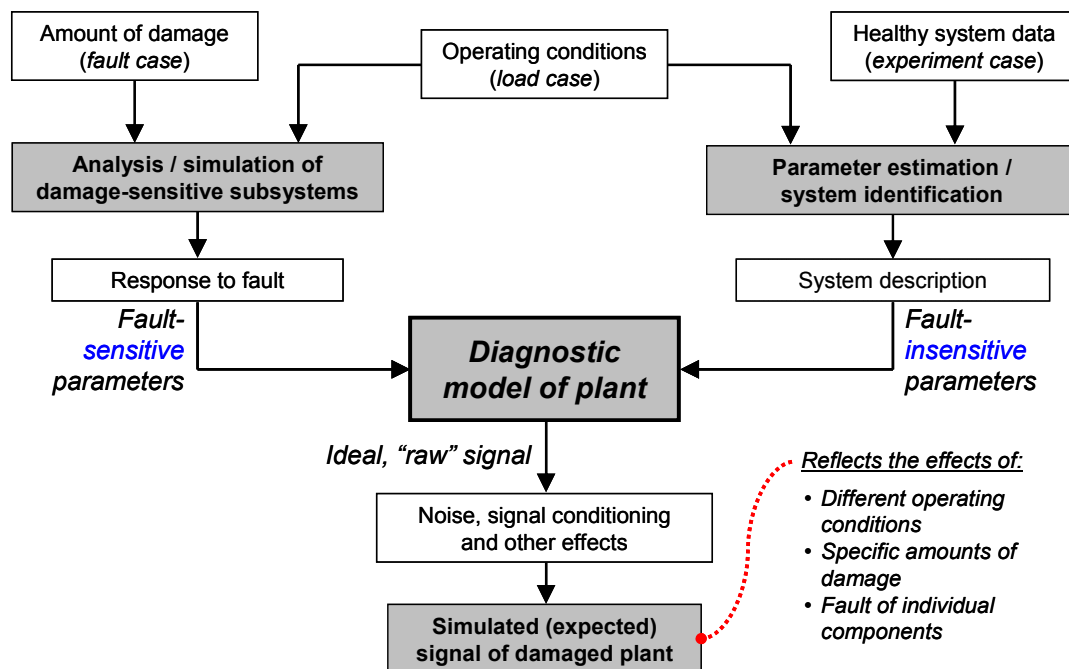 Amount of damage
(fault case)
Operating conditions
(load case)
Healthy system data
(experiment case)
Analysis / simulation of
damage-sensitive subsystems
Parameter estimation /
system identification
Response to fault
System description
Fault-
sensitive
parameters
Diagnostic
model of plant
Fault-
insensitive
parameters
Ideal, “raw” signal
Noise, signal conditioning
and other effects
Simulated (expected)
signal of damaged plant
Reflects the effects of:
• Different operating
conditions
• Specific amounts of
damage
• Fault of individual
components